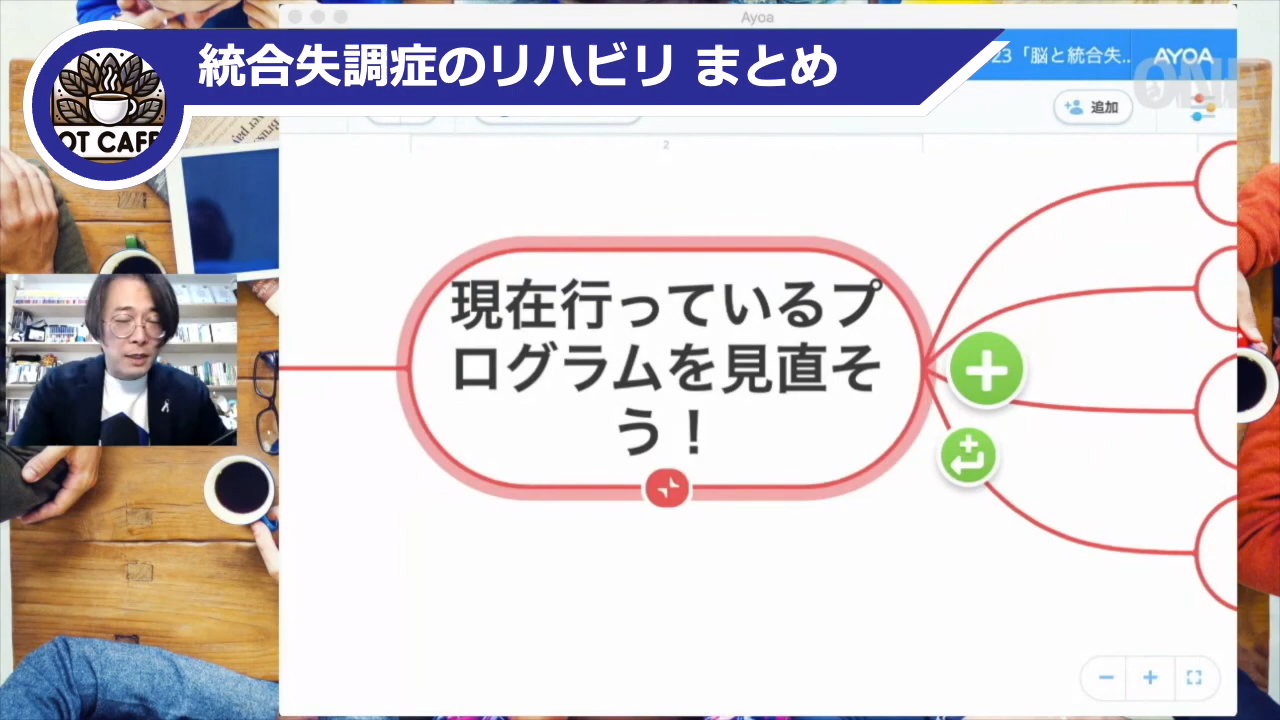 Ayoa
統合失調症のリハビリ まとめ
23「脳と統合失...
AYOA
ONE
OT CAFE
追加
2
現在行っているプ
ログラムを見直そ
う！